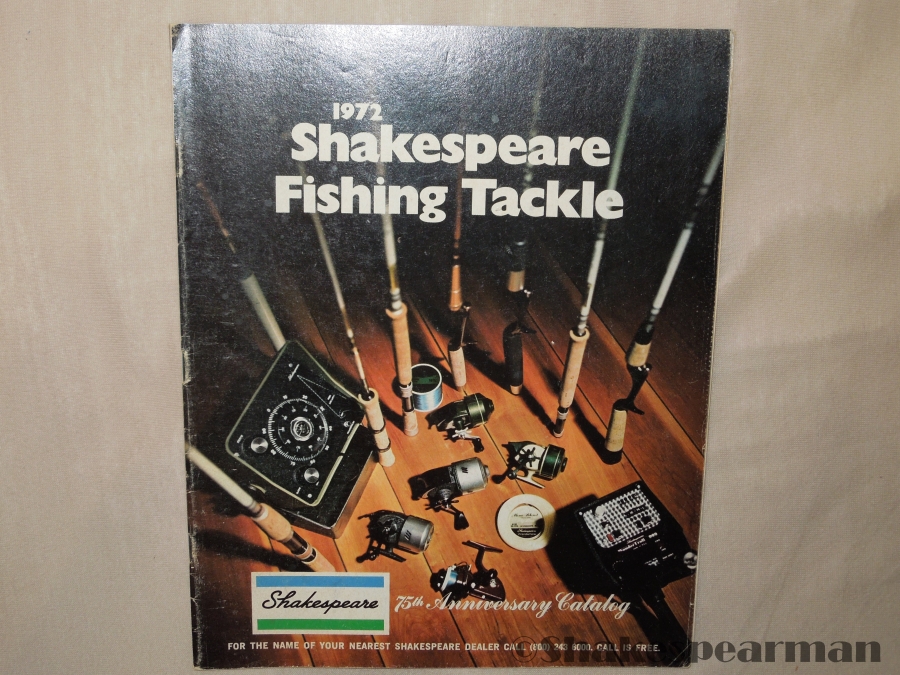 1972
Shakespeare
Fishing Tackle
Shakespeare
75th Anniversary Catalog
FOR THE NAME OF YOUR NEAREST SHAKESPEARE DEALER CALL (800) 243 6000. CALL IS FREE.
©Shakespearman